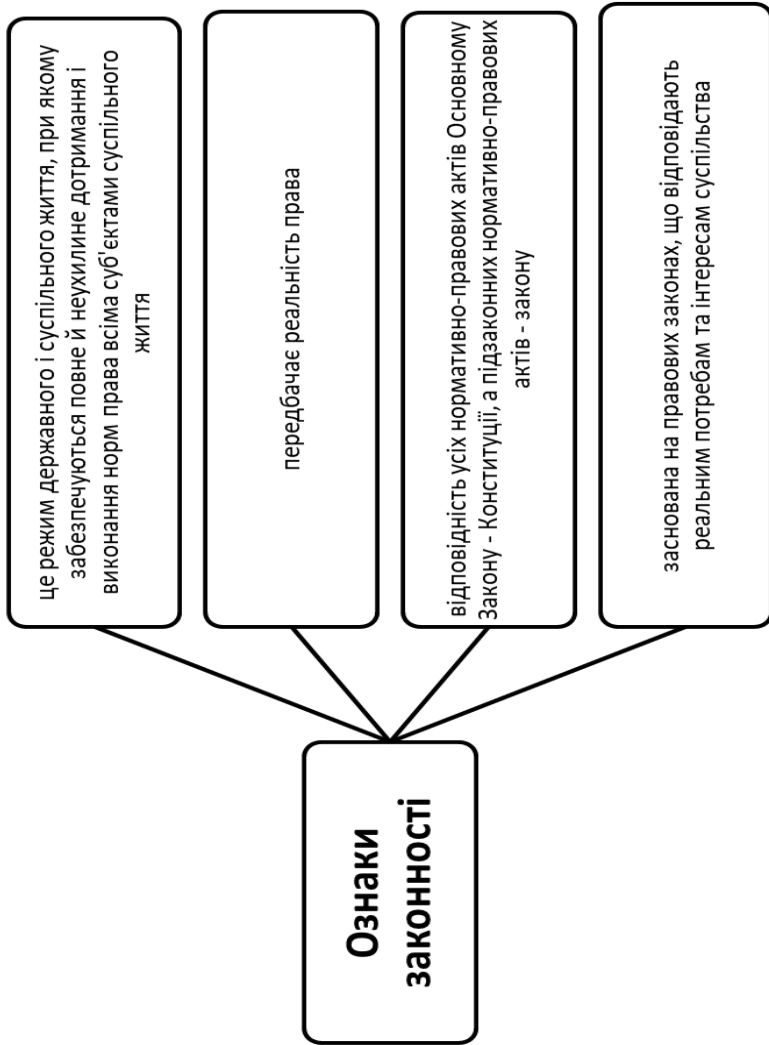 Ознаки
законності
це режим державного і суспільного життя, при якому
забезпечуються повне й неухилине дотримання і
виконання норм права всіма суб'єктами суспільного
життя
передбачає реальність права
відповідність усіх нормативно-правових актів Основному
Закону - Конституції, а підзаконних нормативно-правових
актів - закону
заснована на правових законах, що відповідають
реальним потребам та інтересам суспільства